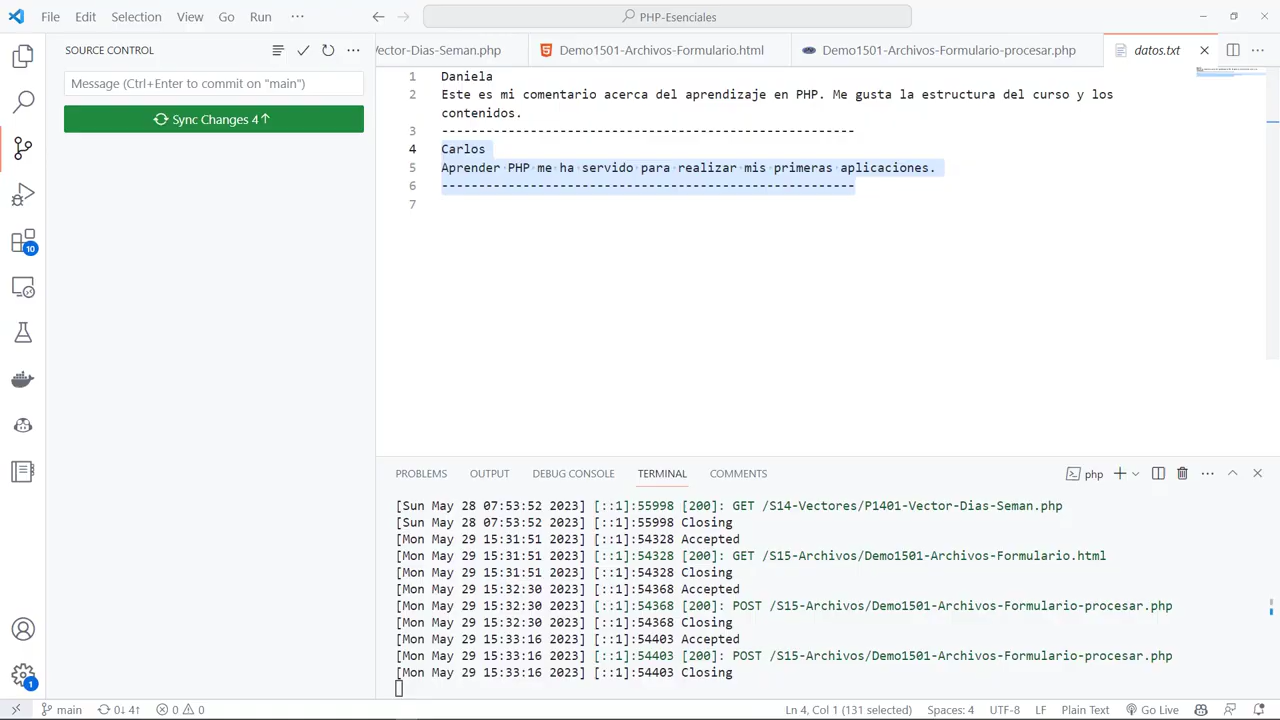 File Edit Selection View Go Run ··· PHP-Esenciales
SOURCE CONTROL
Message (Ctrl+Enter to commit on "main")
Sync Changes 4↑
10
1
Vector-Dias-Seman.php Demo1501-Archivos-Formulario.html Demo1501-Archivos-Formulario-procesar.php datos.txt
1 Daniela
2 Este es mi comentario acerca del aprendizaje en PHP. Me gusta la estructura del curso y los
contenidos.
3 --------------------------------------------------------
4 Carlos
5 Aprender PHP me ha servido para realizar mis primeras aplicaciones.
6 --------------------------------------------------------
7
PROBLEMS OUTPUT DEBUG CONSOLE TERMINAL COMMENTS php
[Sun May 28 07:53:52 2023] [::1]:55998 [200]: GET /S14-Vectores/P1401-Vector-Dias-Seman.php
[Sun May 28 07:53:52 2023] [::1]:55998 Closing
[Mon May 29 15:31:51 2023] [::1]:54328 Accepted
[Mon May 29 15:31:51 2023] [::1]:54328 [200]: GET /S15-Archivos/Demo1501-Archivos-Formulario.html
[Mon May 29 15:31:51 2023] [::1]:54328 Closing
[Mon May 29 15:32:30 2023] [::1]:54368 Accepted
[Mon May 29 15:32:30 2023] [::1]:54368 [200]: POST /S15-Archivos/Demo1501-Archivos-Formulario-procesar.php
[Mon May 29 15:32:30 2023] [::1]:54368 Closing
[Mon May 29 15:33:16 2023] [::1]:54403 Accepted
[Mon May 29 15:33:16 2023] [::1]:54403 [200]: POST /S15-Archivos/Demo1501-Archivos-Formulario-procesar.php
[Mon May 29 15:33:16 2023] [::1]:54403 Closing
main 0↓ 4↑ 0 0 Ln 4, Col 1 (131 selected) Spaces: 4 UTF-8 LF Plain Text Go Live